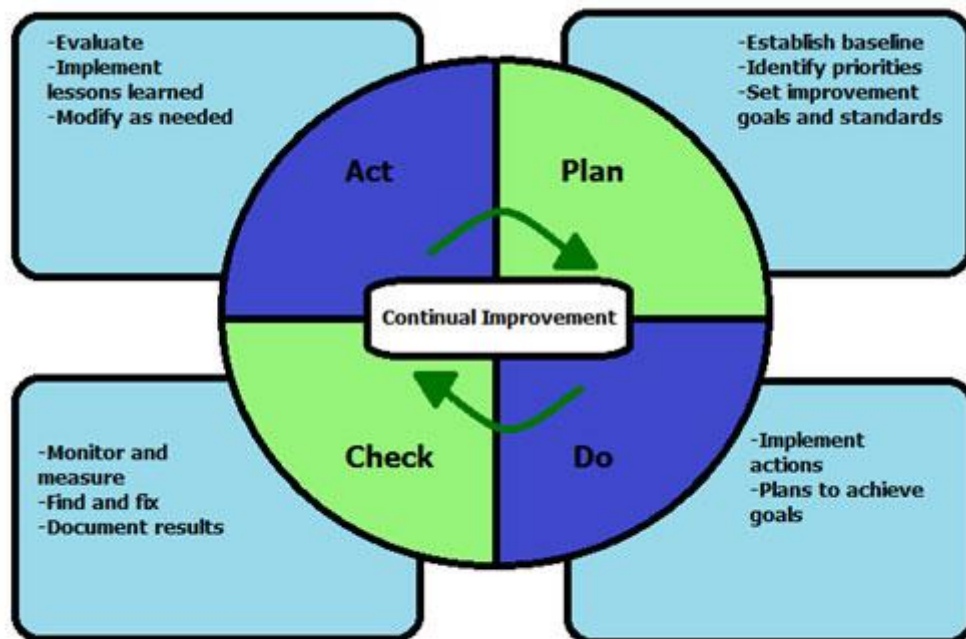 -Evaluate
-Implement
lessons learned
-Modify as needed
-Establish baseline
-Identify priorities
-Set improvement
goals and standards
Act
Plan
Continual Improvement
Check
Do
-Monitor and
measure
-Find and fix
-Document results
-Implement
actions
-Plans to achieve
goals